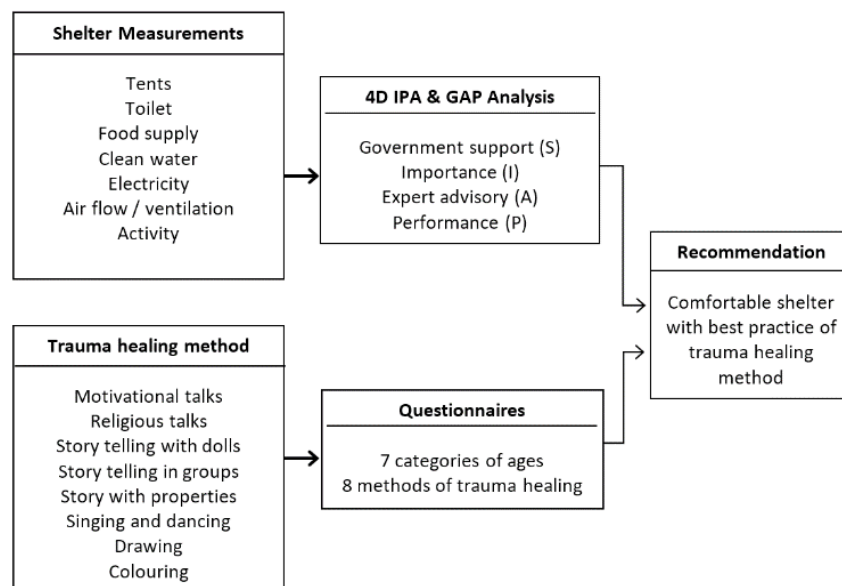 Shelter Measurements
Tents
Toilet
Food supply
Clean water
Electricity
Air flow / ventilation
Activity
4D IPA & GAP Analysis
Government support (S)
Importance (I)
Expert advisory (A)
Performance (P)
Trauma healing method
Motivational talks
Religious talks
Story telling with dolls
Story telling in groups
Story with properties
Singing and dancing
Drawing
Colouring
Questionnaires
7 categories of ages
8 methods of trauma healing
Recommendation
Comfortable shelter
with best practice of
trauma healing
method